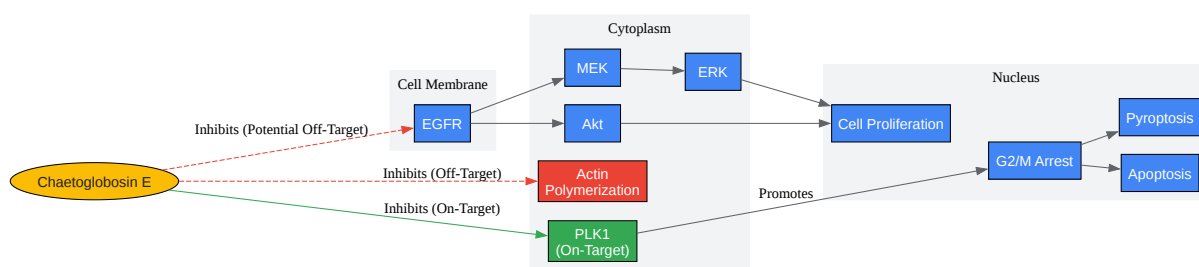 Cytoplasm
Cell Membrane
Nucleus
MEK
ERK
EGFR
Akt
Cell Proliferation
Pyroptosis
G2/M Arrest
Apoptosis
Inhibits (Potential Off-Target)
Chaetoglobosin E
Inhibits (Off-Target)
Actin
Polymerization
Inhibits (On-Target)
Promotes
PLK1
(On-Target)